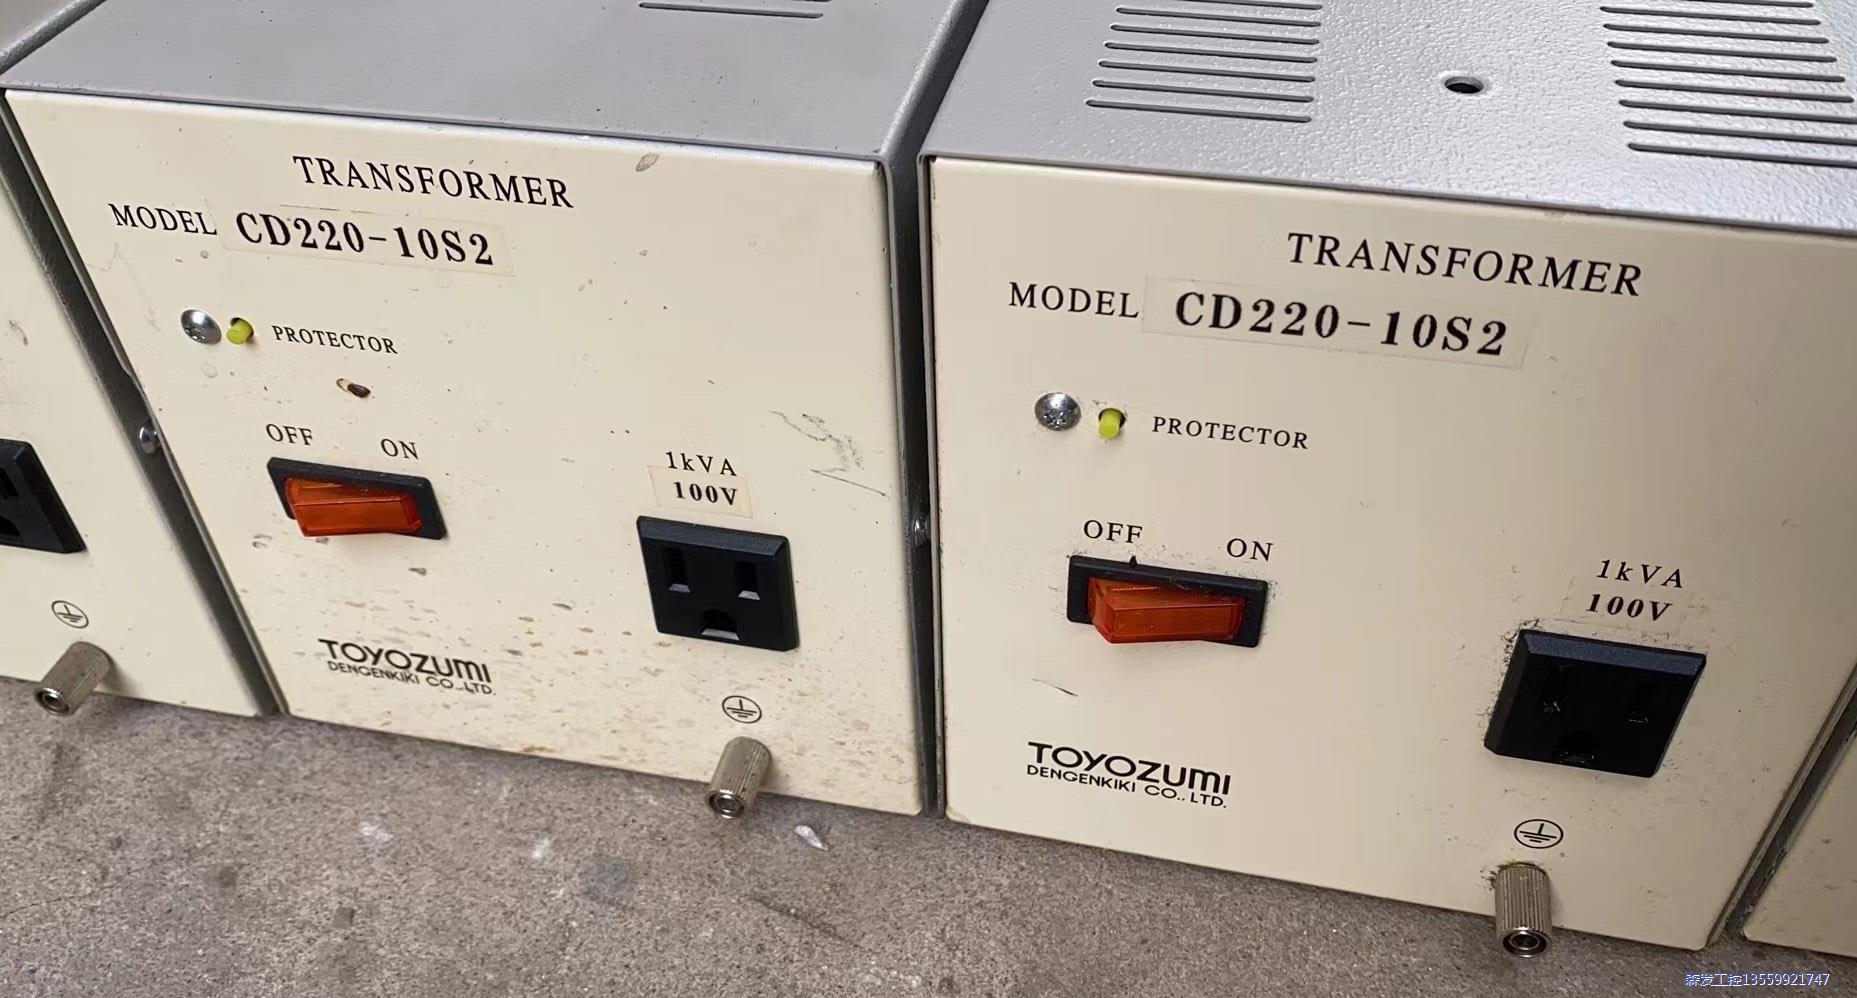 TRANSFORMER
MODEL CD220-10S2
PROTECTOR
OFF ON
1kVA
100V
TOYOZUMI
DENGENKIKI CO., LTD.
TRANSFORMER
MODEL CD220-10S2
PROTECTOR
OFF ON
1kVA
100V
TOYOZUMI
DENGENKIKI CO., LTD.
森发工控13559921747